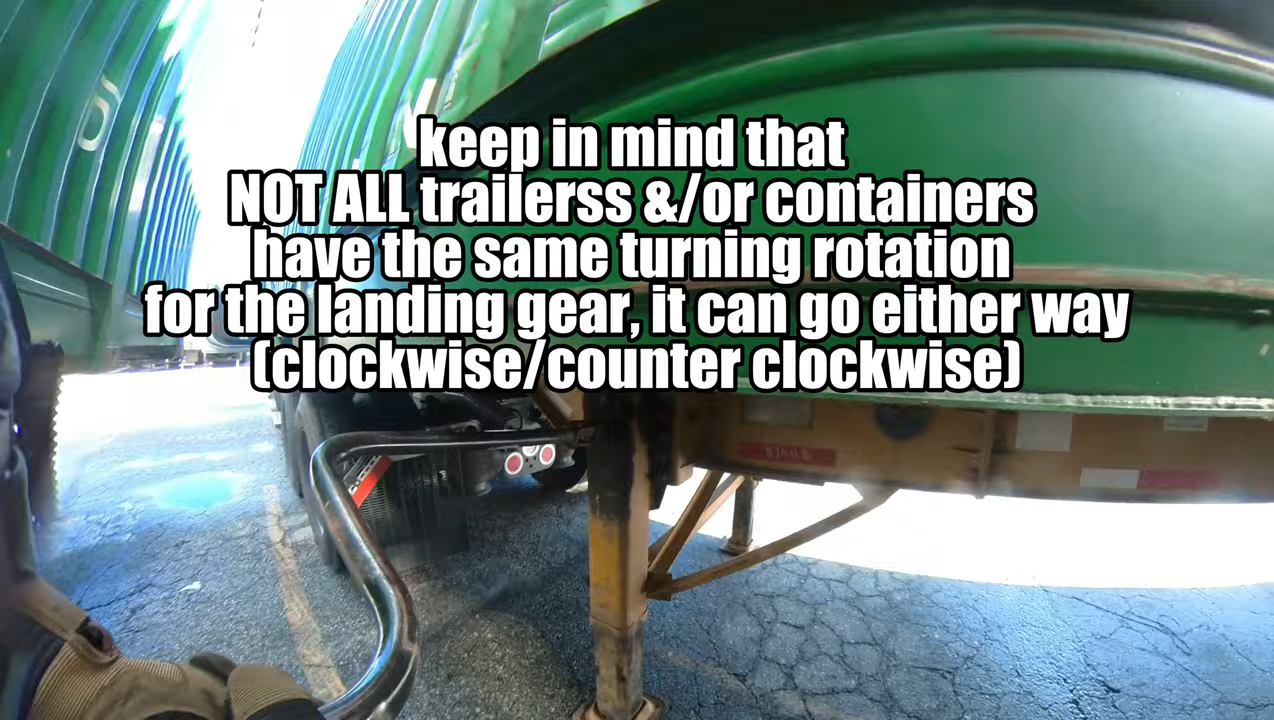 keep in mind that
NOT ALL trailerss &/or containers
have the same turning rotation
for the landing gear, it can go either way
(clockwise/counter clockwise)